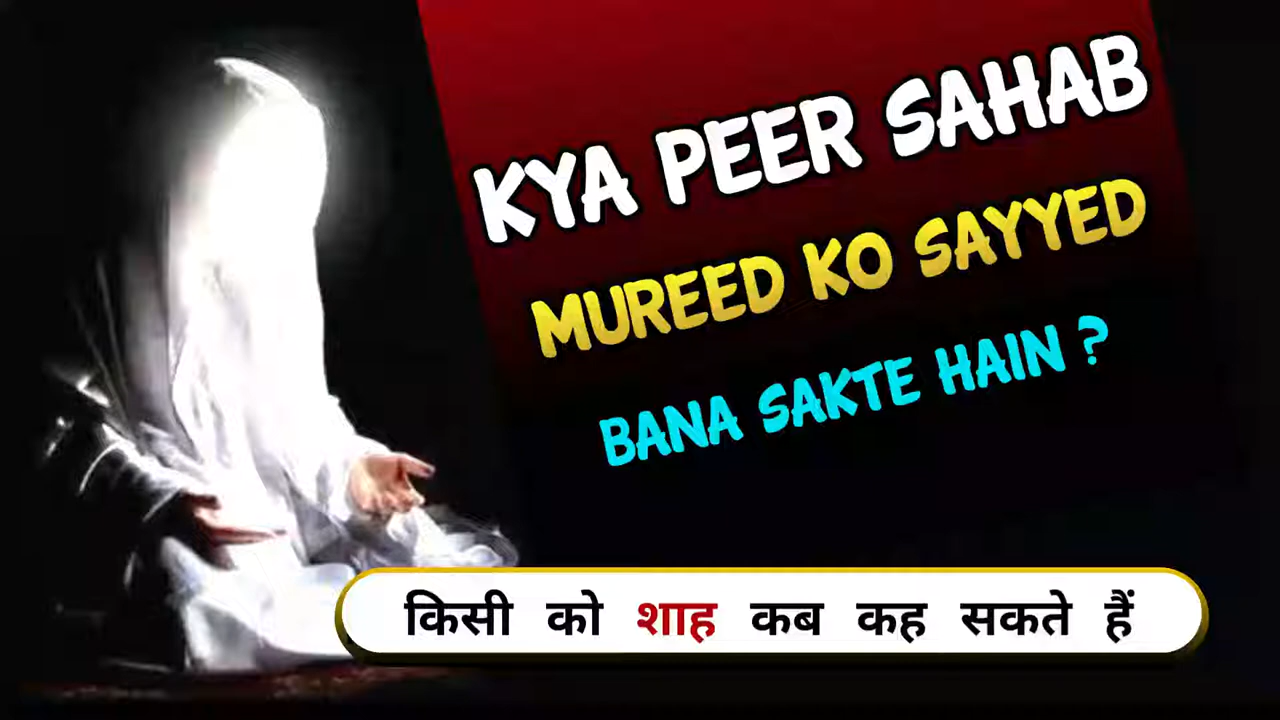 KYA PEER SAHAB
MUREED KO SAYYED
BANA SAKTE HAIN ?
किसी को शाह कब कह सकते हैं